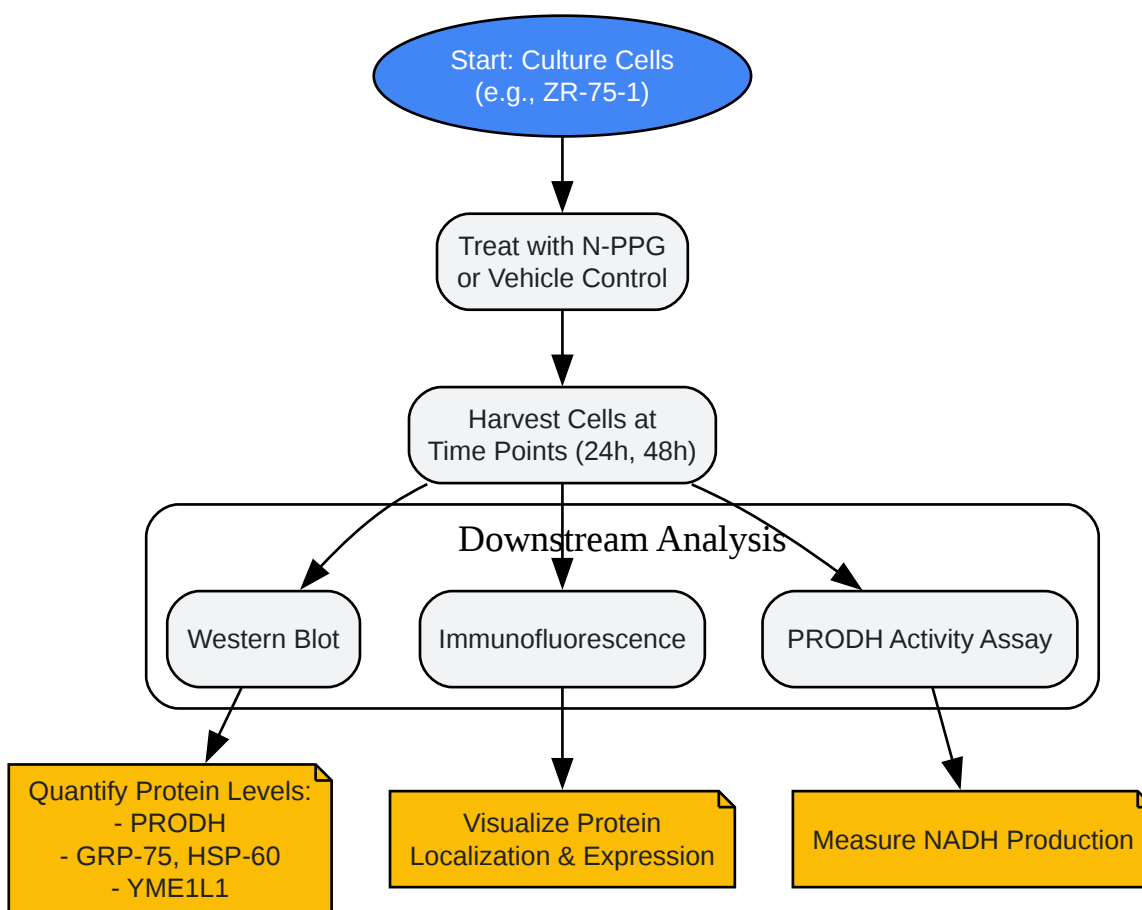 Start: Culture Cells
(e.g., ZR-75-1)
Treat with N-PPG
or Vehicle Control
Harvest Cells at
Time Points (24h, 48h)
Downstream Analysis
Western Blot
Immunofluorescence
PRODH Activity Assay
Quantify Protein Levels:
- PRODH
- GRP-75, HSP-60
- YME1L1
Visualize Protein
Localization & Expression
Measure NADH Production